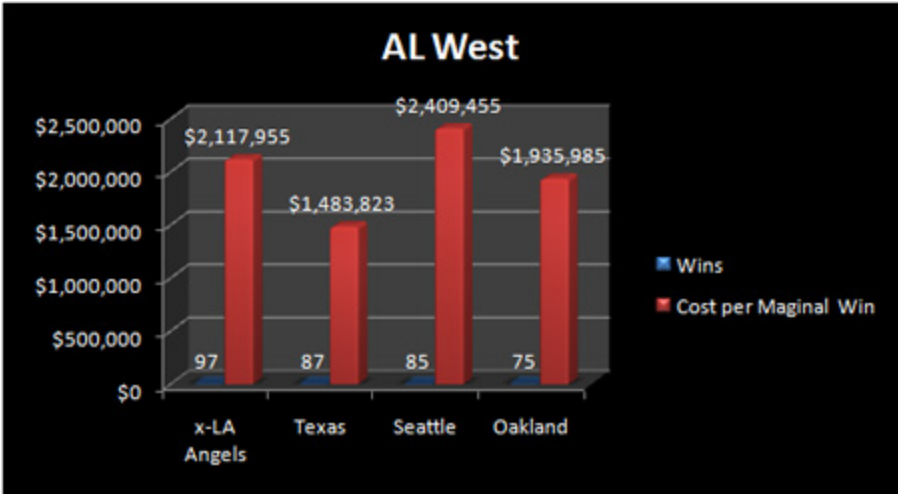 AL West
$2,500,000
$2,000,000
$1,500,000
$1,000,000
$500,000
$0
$2,117,955
$1,483,823
$2,409,455
$1,935,985
97
87
85
75
x-LA
Angels
Texas
Seattle
Oakland
Wins
Cost per Maginal Win